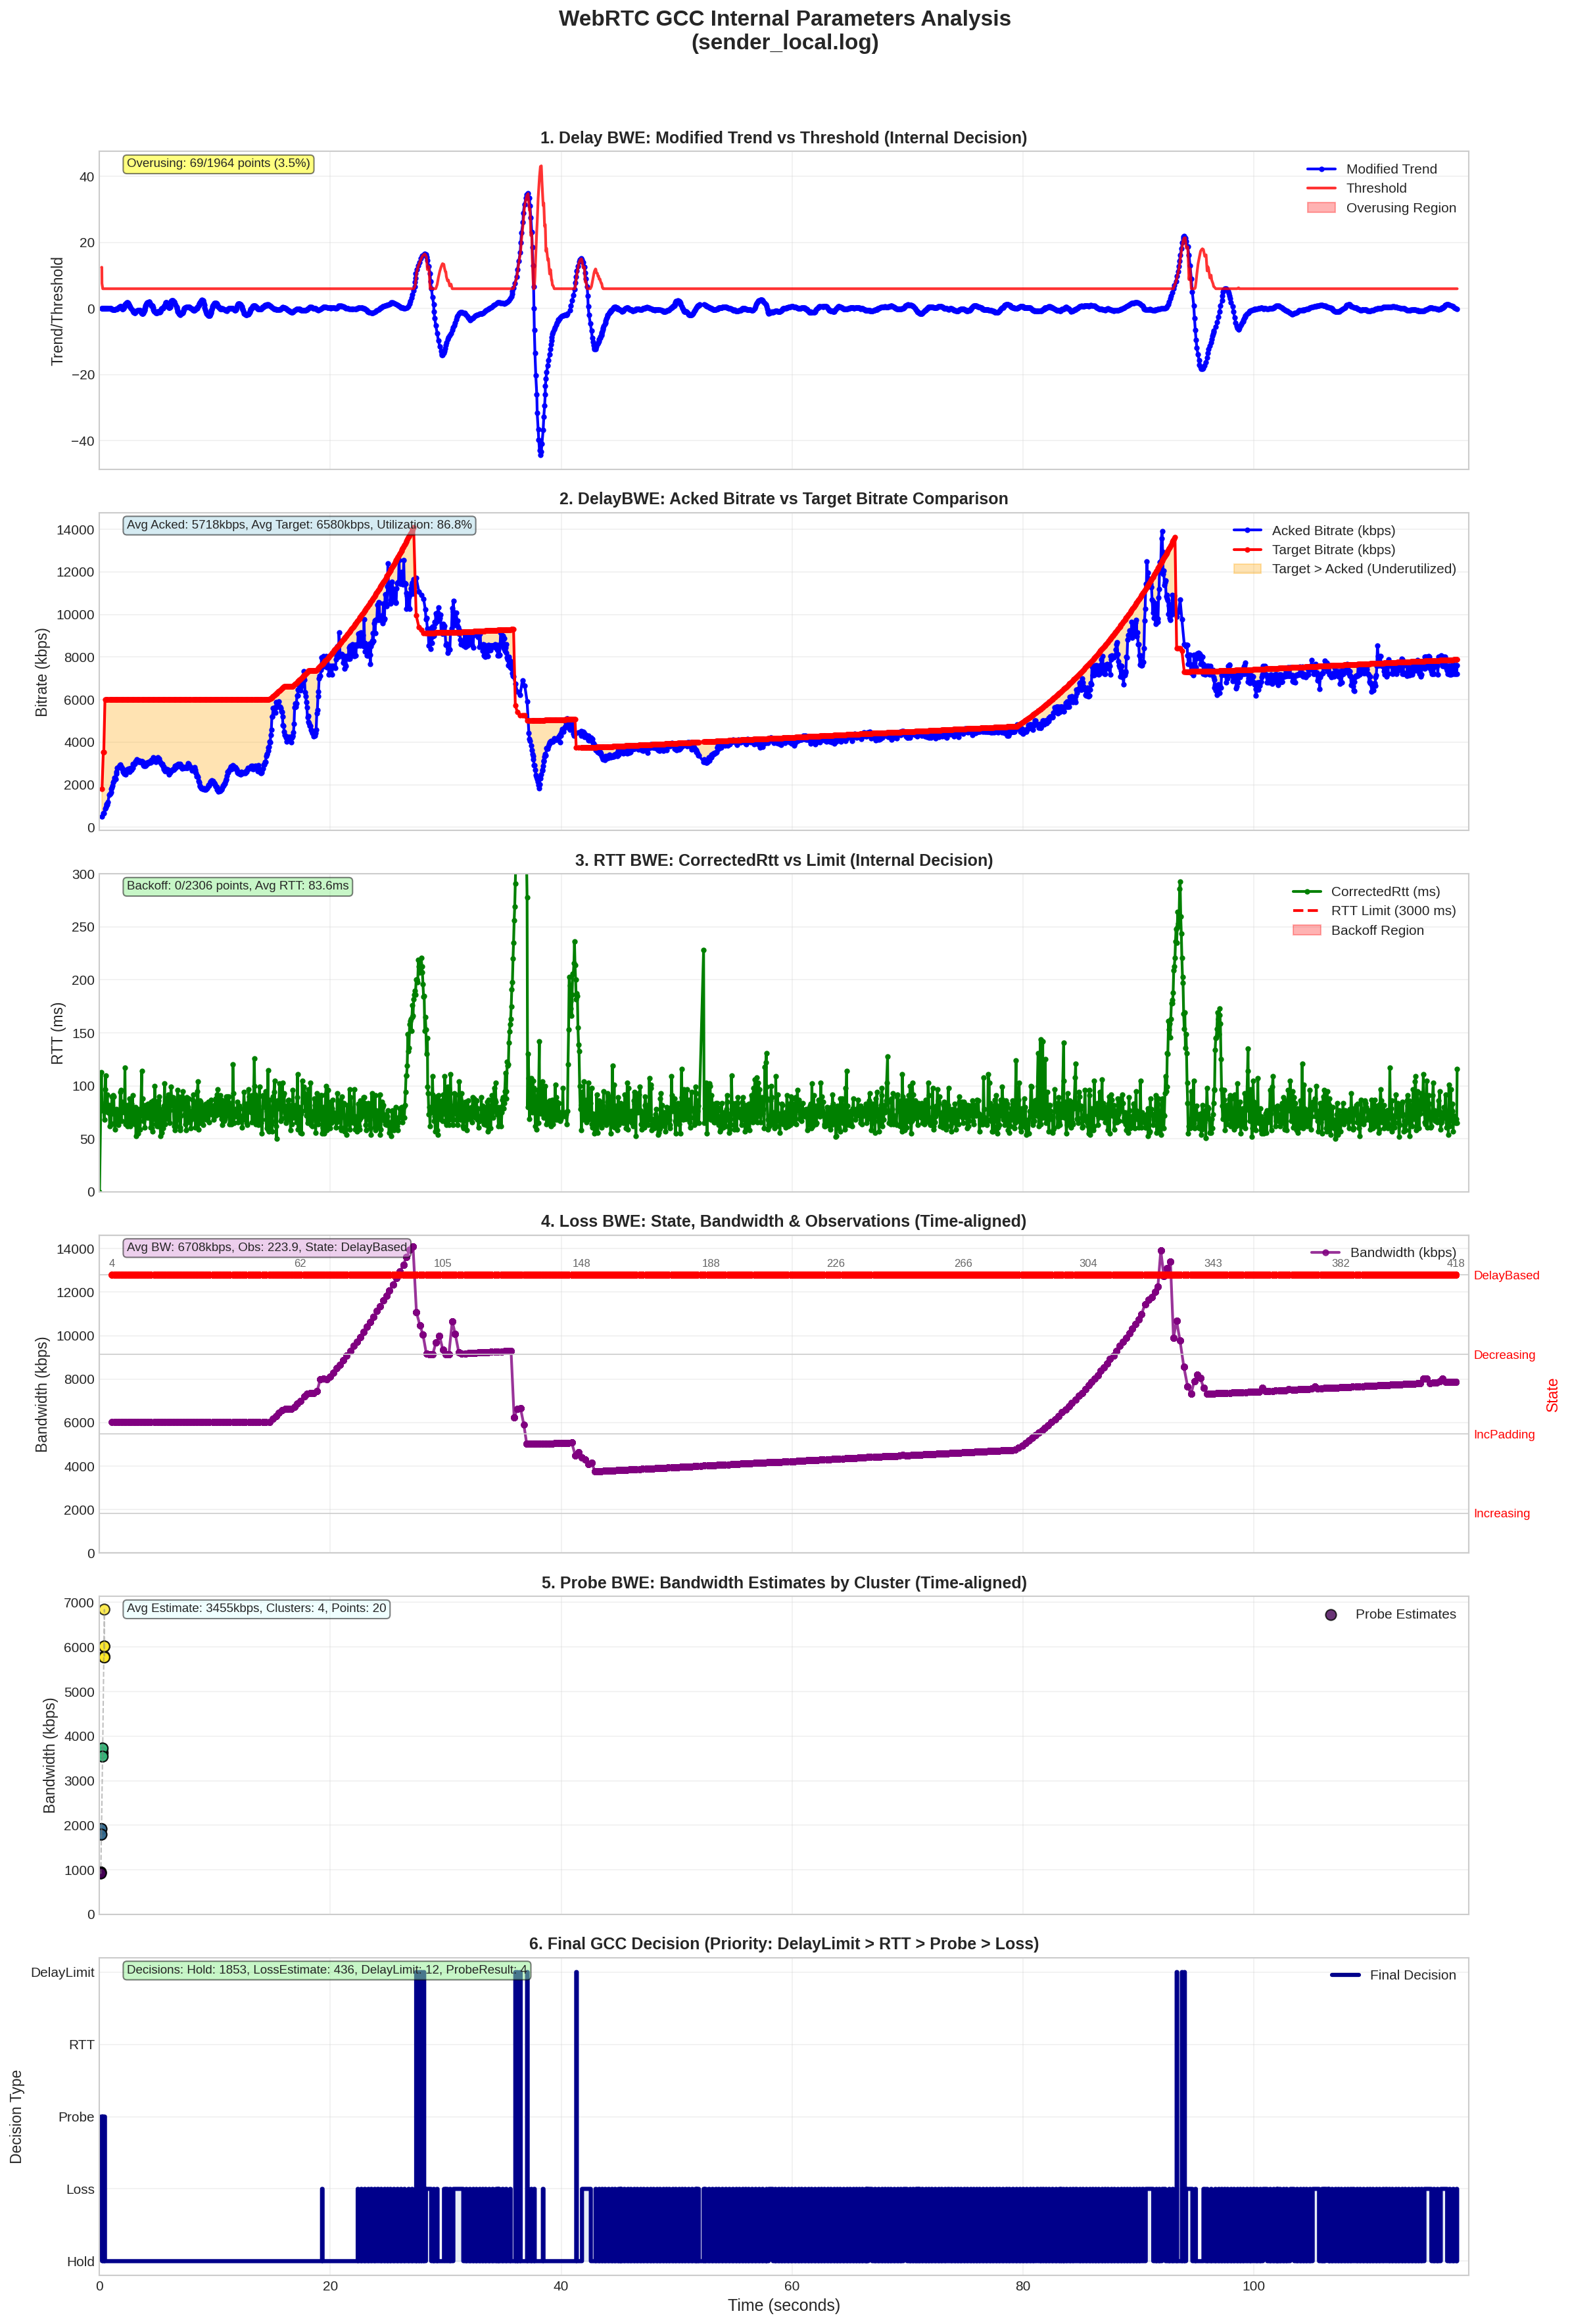 WebRTC GCC Internal Parameters Analysis
(sender_local.log)
1. Delay BWE: Modified Trend vs Threshold (Internal Decision)
Overusing: 69/1964 points (3.5%)
Modified Trend
Threshold
Overusing Region
Trend/Threshold
40
20
0
−20
−40
2. DelayBWE: Acked Bitrate vs Target Bitrate Comparison
Avg Acked: 5718kbps, Avg Target: 6580kbps, Utilization: 86.8%
Acked Bitrate (kbps)
Target Bitrate (kbps)
Target > Acked (Underutilized)
Bitrate (kbps)
14000
12000
10000
8000
6000
4000
2000
0
3. RTT BWE: CorrectedRtt vs Limit (Internal Decision)
Backoff: 0/2306 points, Avg RTT: 83.6ms
CorrectedRtt (ms)
RTT Limit (3000 ms)
Backoff Region
RTT (ms)
300
250
200
150
100
50
0
4. Loss BWE: State, Bandwidth & Observations (Time-aligned)
Avg BW: 6708kbps, Obs: 223.9, State: DelayBased
Bandwidth (kbps)
4 62 105 148 188 226 266 304 343 382 418
DelayBased
Decreasing
IncPadding
Increasing
State
Bandwidth (kbps)
14000
12000
10000
8000
6000
4000
2000
0
5. Probe BWE: Bandwidth Estimates by Cluster (Time-aligned)
Avg Estimate: 3455kbps, Clusters: 4, Points: 20
Probe Estimates
Bandwidth (kbps)
7000
6000
5000
4000
3000
2000
1000
0
6. Final GCC Decision (Priority: DelayLimit > RTT > Probe > Loss)
Decisions: Hold: 1853, LossEstimate: 436, DelayLimit: 12, ProbeResult: 4
Final Decision
Decision Type
DelayLimit
RTT
Probe
Loss
Hold
0 20 40 60 80 100
Time (seconds)